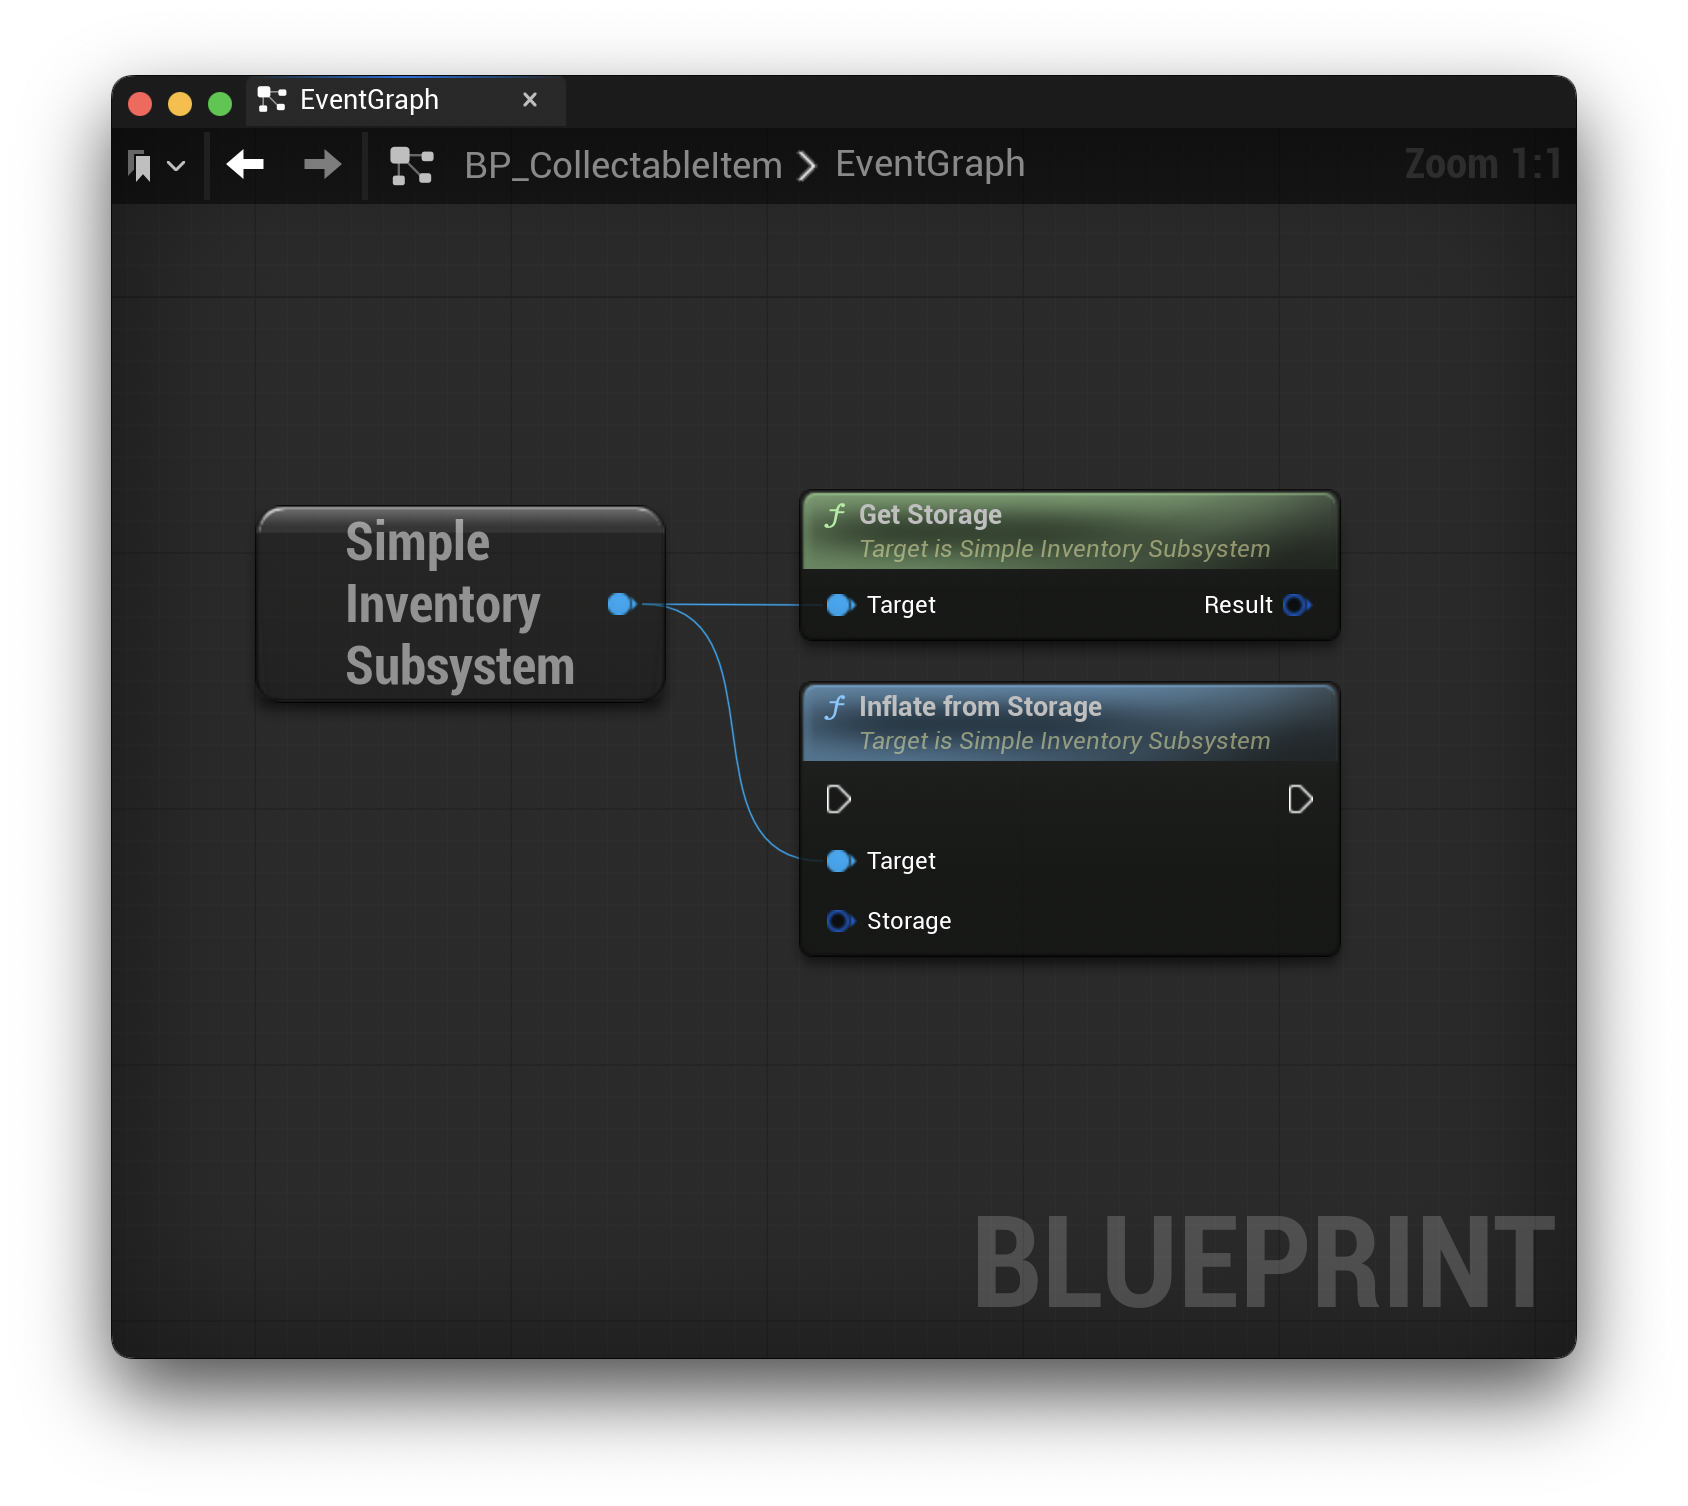 EventGraph
BP_CollectableItem
EventGraph
Zoom 1:1
Simple
Inventory
Subsystem
Get Storage
Target is Simple Inventory Subsystem
Target
Result
Inflate from Storage
Target is Simple Inventory Subsystem
Target
Storage
BLUEPRINT